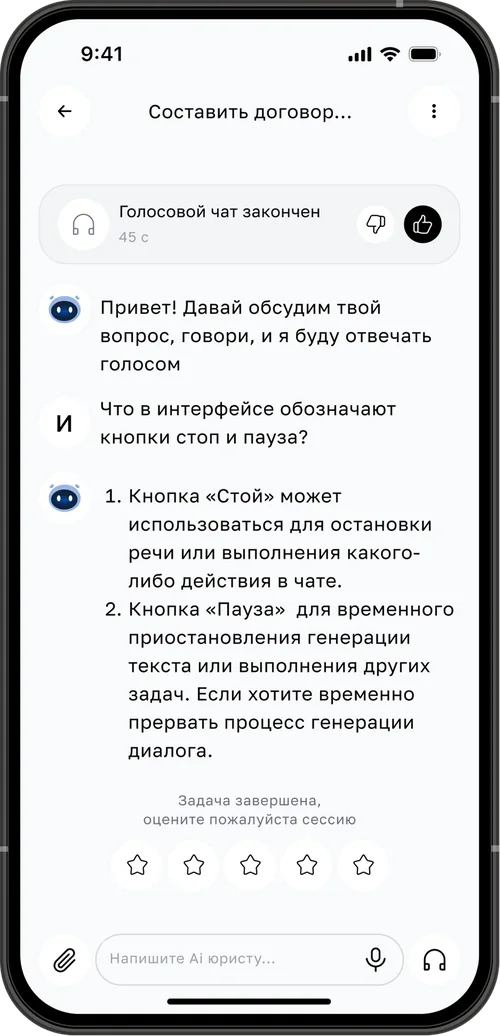 9:41
Составить договор...
Голосовой чат закончен
45 с
Привет! Давай обсудим твой
вопрос, говори, и я буду отвечать
голосом
И
Что в интерфейсе обозначают
кнопки стоп и пауза?
1. Кнопка «Стой» может
использоваться для остановки
речи или выполнения какого-
либо действия в чате.
2. Кнопка «Пауза» для временного
приостановления генерации
текста или выполнения других
задач. Если хотите временно
прервать процесс генерации
диалога.
Задача завершена,
оцените пожалуйста сессию
Напишите Ai юристу...